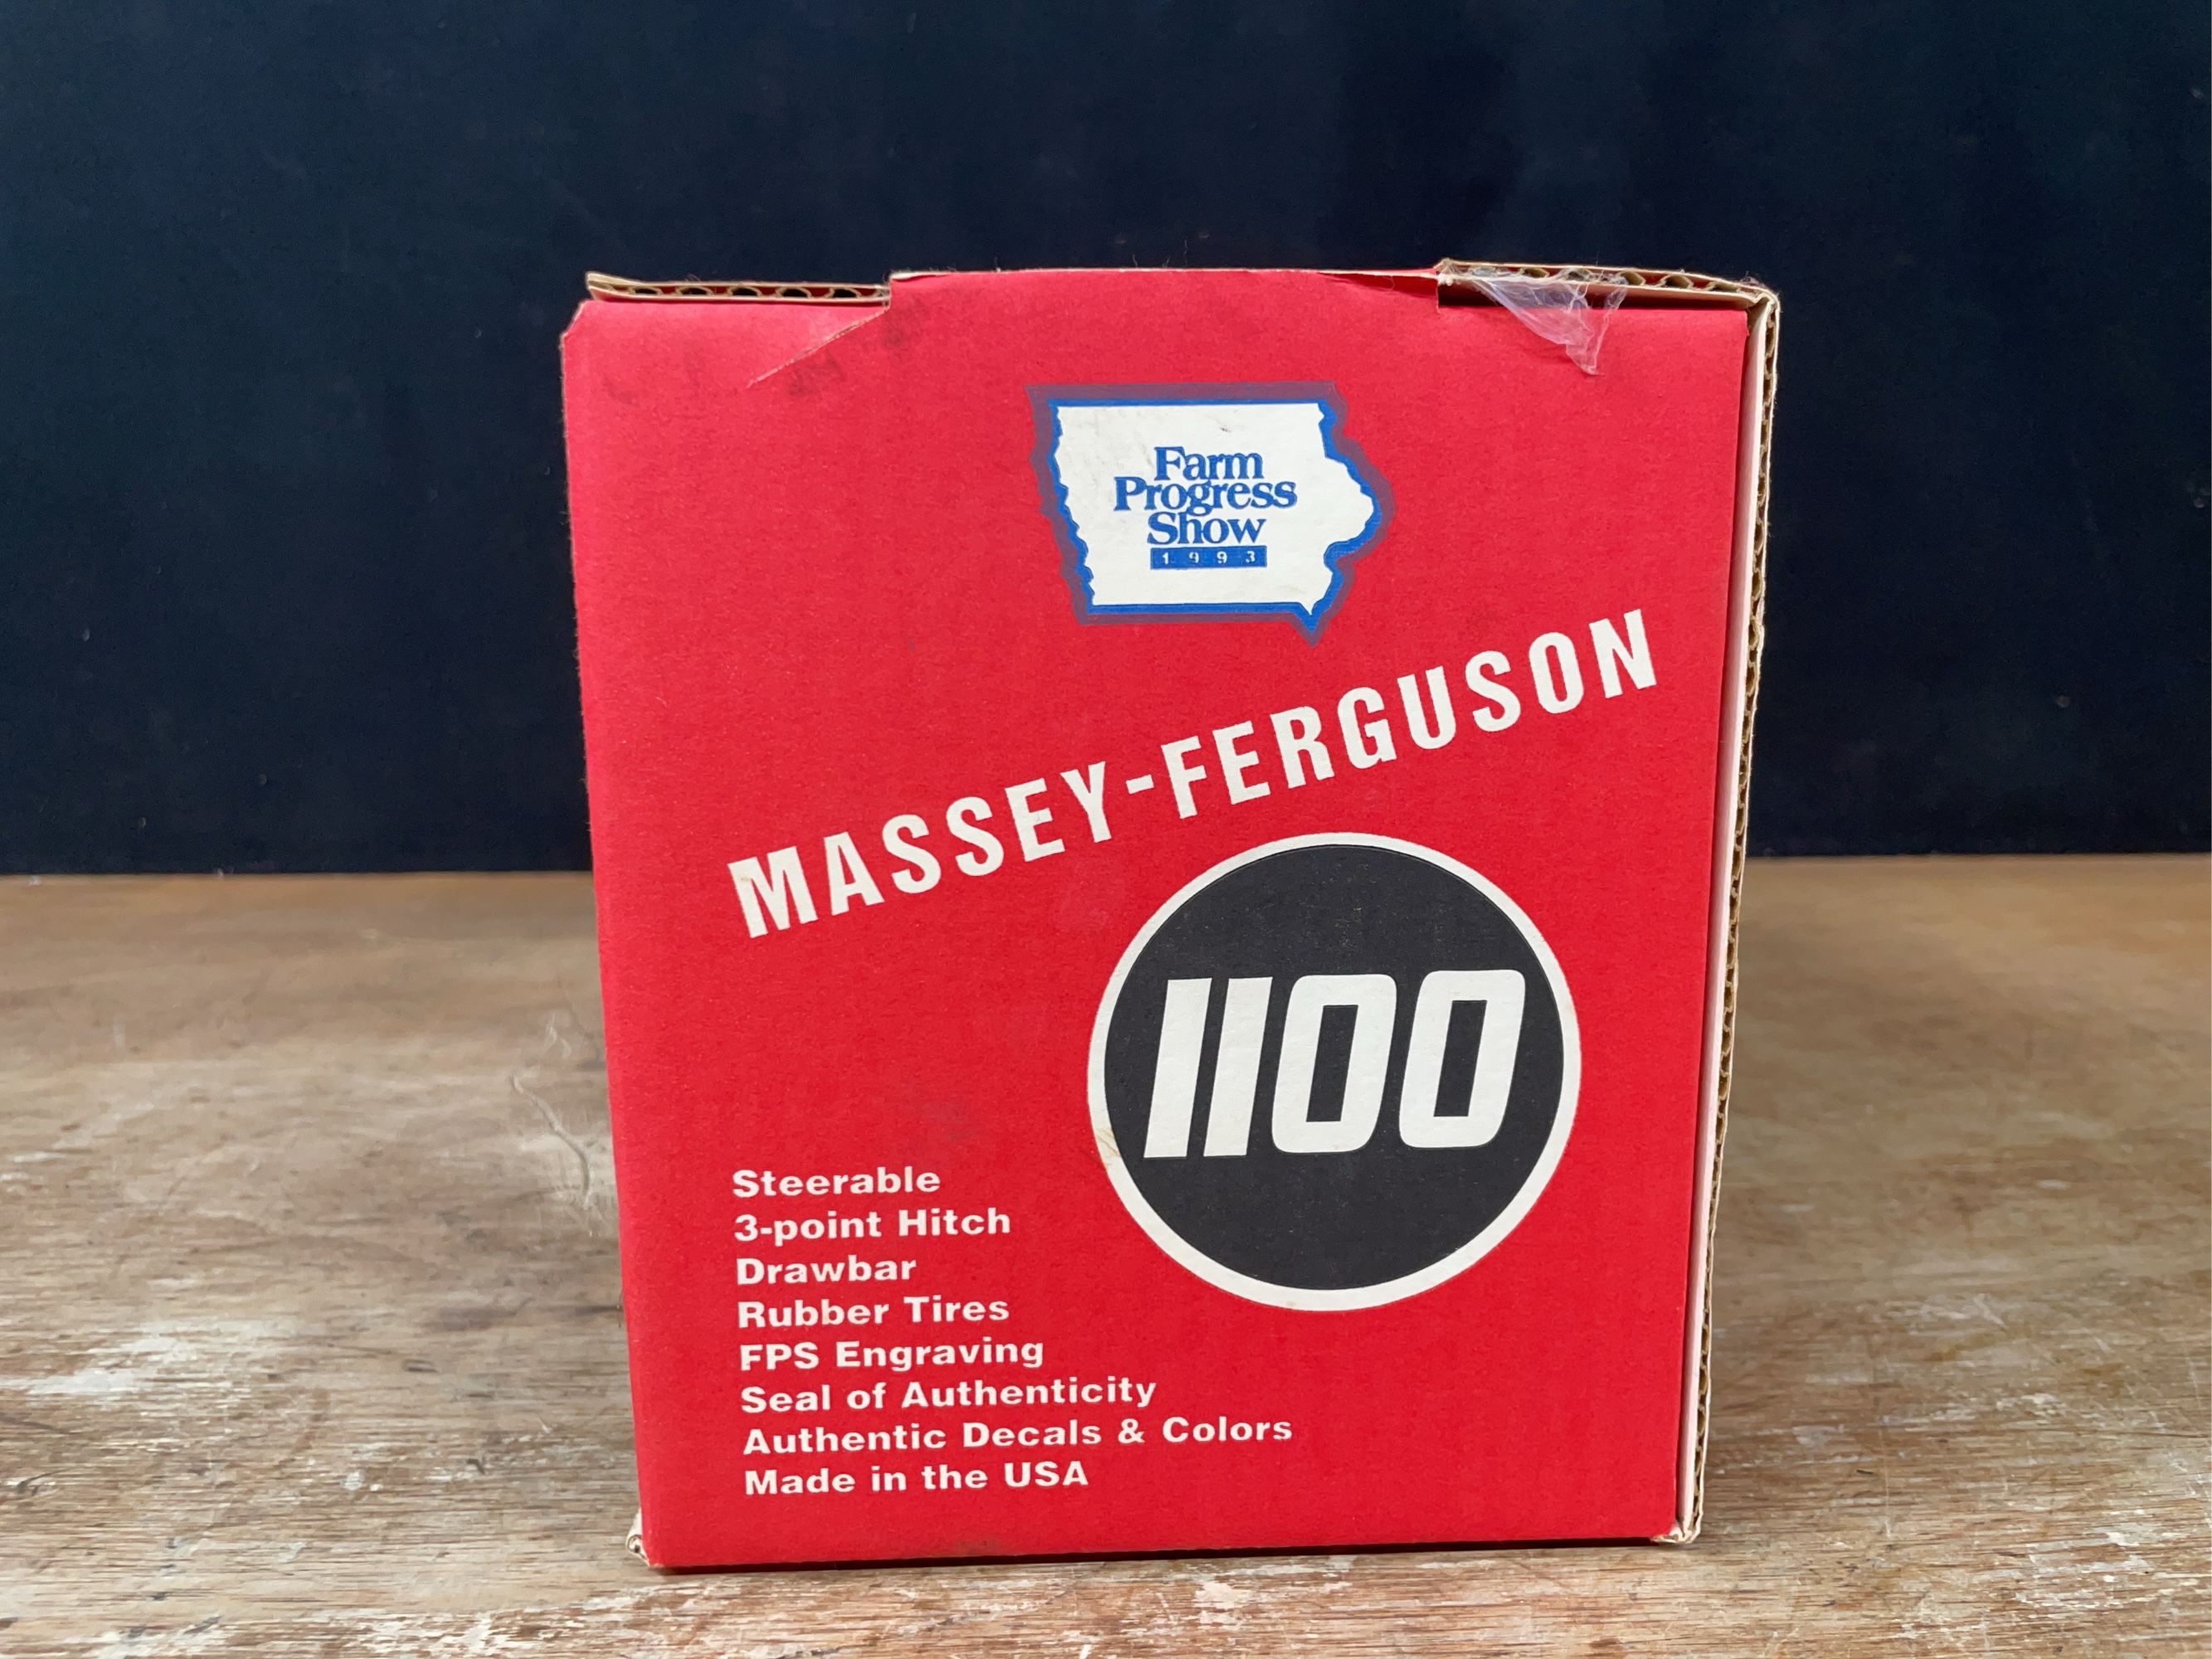 Farm
Progress
Show
1993
MASSEY-FERGUSON
1100
Steerable
3-point Hitch
Drawbar
Rubber Tires
FPS Engraving
Seal of Authenticity
Authentic Decals & Colors
Made in the USA